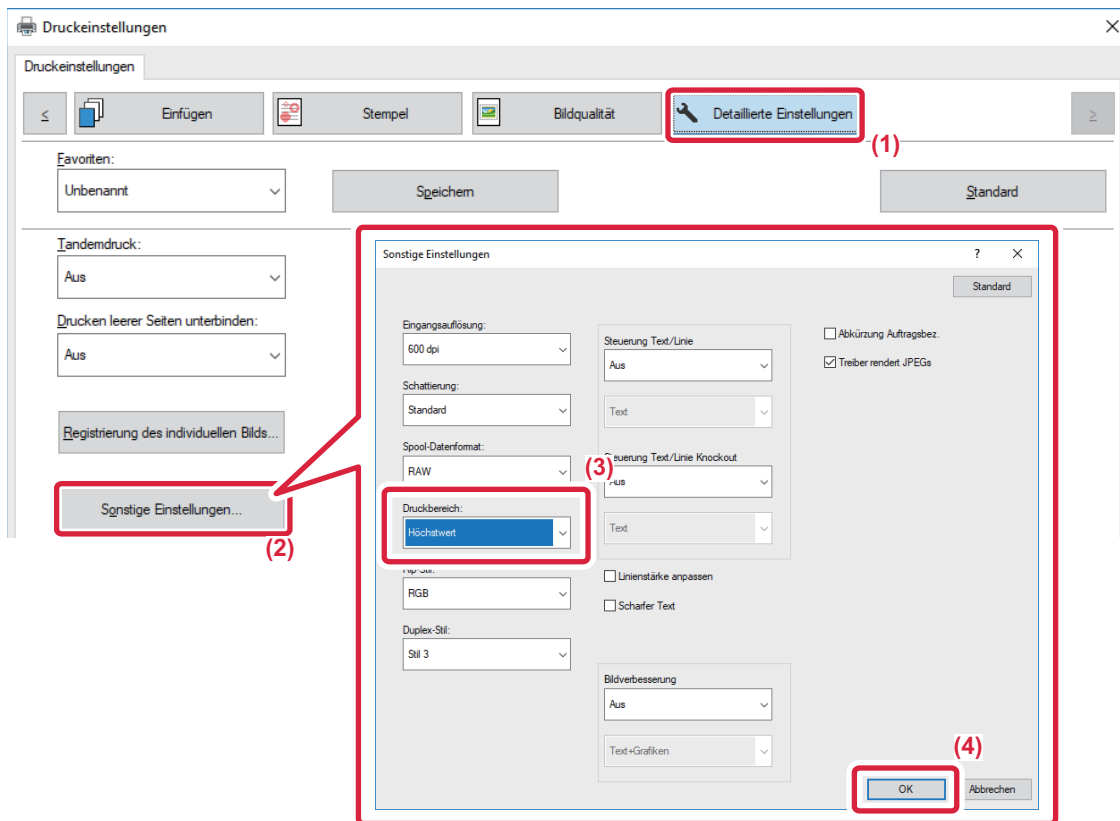 Druckeinstellungen
Druckeinstellungen
≤ Einfügen Stempel Bildqualität Detaillierte Einstellungen ≥
(1)
Favoriten:
Unbenannt Speichern Standard
Tandemdruck:
Aus
Drucken leerer Seiten unterbinden:
Aus
Registrierung des individuellen Bilds...
Sonstige Einstellungen...
(2)
Sonstige Einstellungen ?
Standard
Eingangsauflösung:
600 dpi
Schattierung:
Standard
Spool-Datenformat:
RAW
(3)
Druckbereich:
Höchstwert
Rip-Stil:
RGB
Duplex-Stil:
Stil 3
Steuerung Text/Linie
Aus
Text
Steuerung Text/Linie Knockout
Aus
Text
Linienstärke anpassen
Scharfer Text
Bildverbesserung
Aus
Text+Grafiken
Abkürzung Auftragsbez.
Treiber rendert JPEGs
(4)
OK Abbrechen